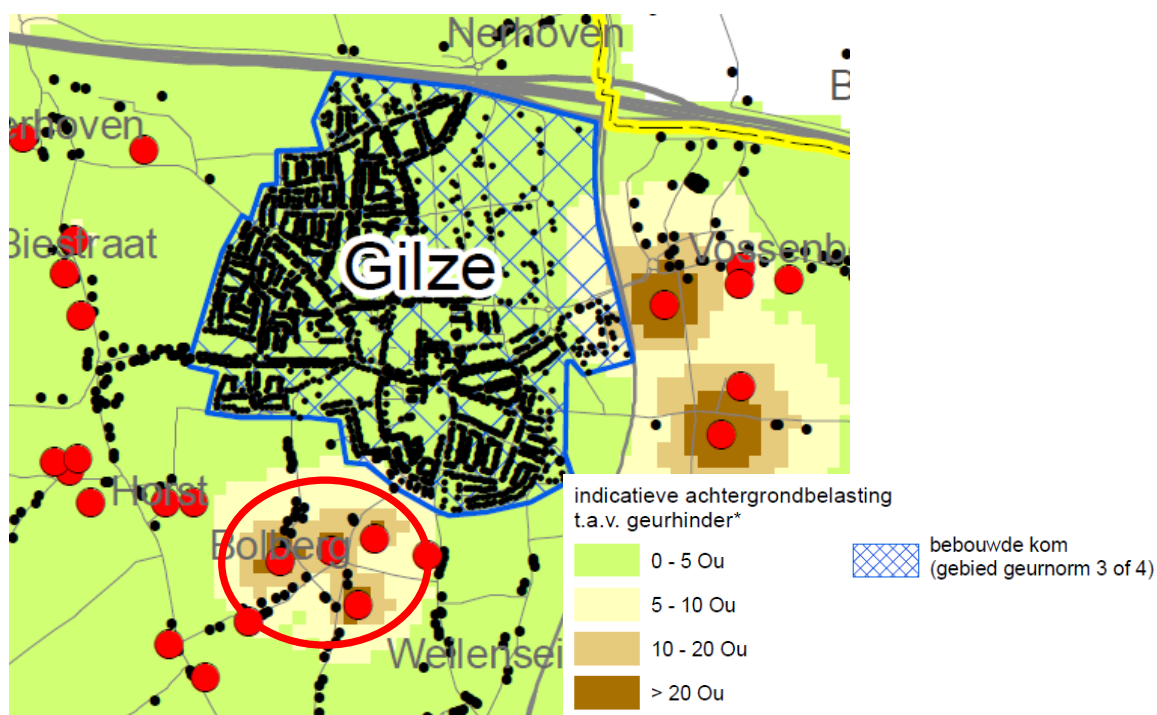 Nerhoven
B
erhoven
Biestraat
Vossenb
Gilze
Horst
Bolberg
Wellensei
indicatieve achtergrondbelasting
t.a.v. geurhinder*
0 - 5 Ou
5 - 10 Ou
10 - 20 Ou
> 20 Ou
bebouwde kom
(gebied geurnorm 3 of 4)